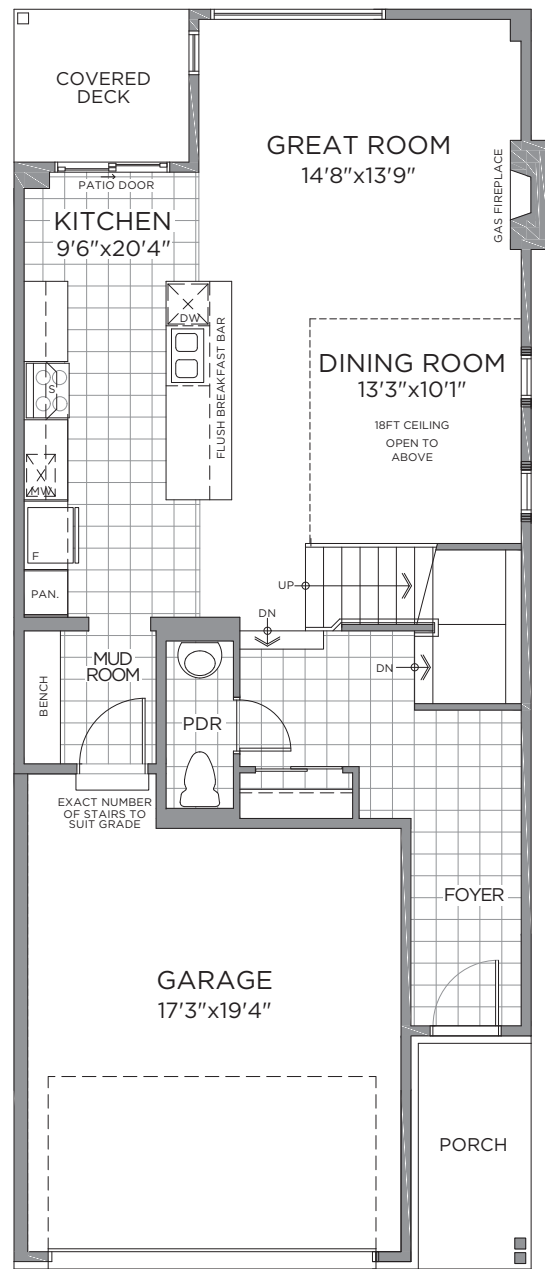 COVERED
DECK
GREAT ROOM
14'8"x13'9"
GAS FIREPLACE
PATIO DOOR
KITCHEN
9'6"x20'4"
DW
FLUSH BREAKFAST BAR
DINING ROOM
13'3"x10'1"
18FT CEILING
OPEN TO
ABOVE
S
MW
F
PAN.
UP
DN
DN
MUD
ROOM
BENCH
PDR
EXACT NUMBER
OF STAIRS TO
SUIT GRADE
FOYER
GARAGE
17'3"x19'4"
PORCH